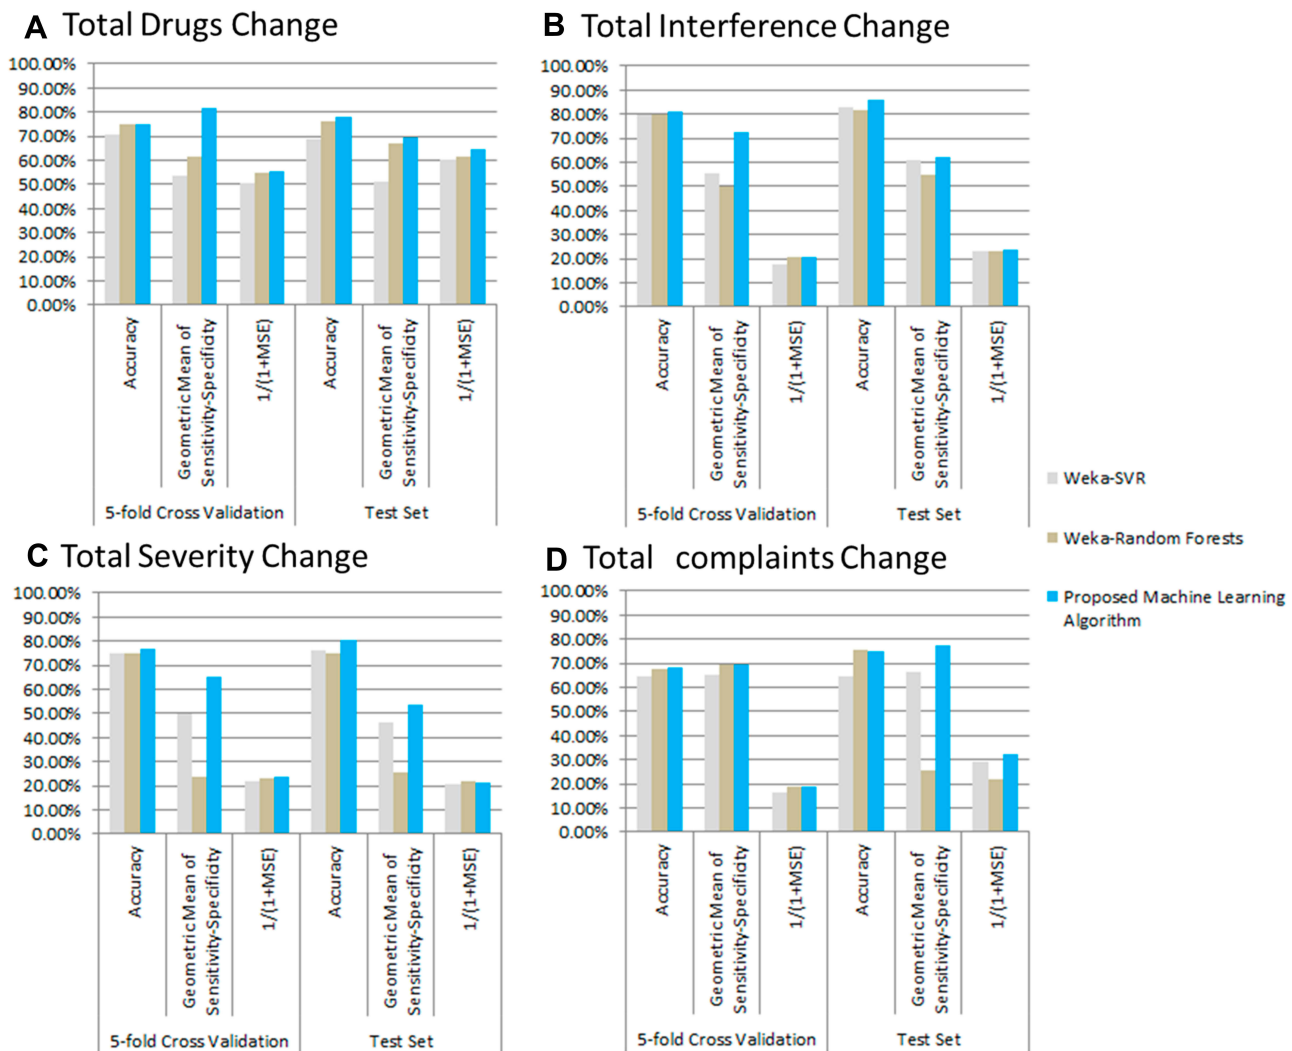 A Total Drugs Change
100.00%
90.00%
80.00%
70.00%
60.00%
50.00%
40.00%
30.00%
20.00%
10.00%
0.00%
Accuracy
Geometric Mean of
Sensitivity-Specificity
1/(1+MSE)
Accuracy
Geometric Mean of
Sensitivity-Specificity
1/(1+MSE)
5-fold Cross Validation
Test Set
B Total Interference Change
100.00%
90.00%
80.00%
70.00%
60.00%
50.00%
40.00%
30.00%
20.00%
10.00%
0.00%
Accuracy
Geometric Mean of
Sensitivity-Specificity
1/(1+MSE)
Accuracy
Geometric Mean of
Sensitivity-Specificity
1/(1+MSE)
5-fold Cross Validation
Test Set
C Total Severity Change
100.00%
90.00%
80.00%
70.00%
60.00%
50.00%
40.00%
30.00%
20.00%
10.00%
0.00%
Accuracy
Geometric Mean of
Sensitivity-Specificity
1/(1+MSE)
Accuracy
Geometric Mean of
Sensitivity-Specificity
1/(1+MSE)
5-fold Cross Validation
Test Set
D Total complaints Change
100.00%
90.00%
80.00%
70.00%
60.00%
50.00%
40.00%
30.00%
20.00%
10.00%
0.00%
Accuracy
Geometric Mean of
Sensitivity-Specificity
1/(1+MSE)
Accuracy
Geometric Mean of
Sensitivity-Specificity
1/(1+MSE)
5-fold Cross Validation
Test Set
Weka-SVR
Weka-Random Forests
Proposed Machine Learning
Algorithm